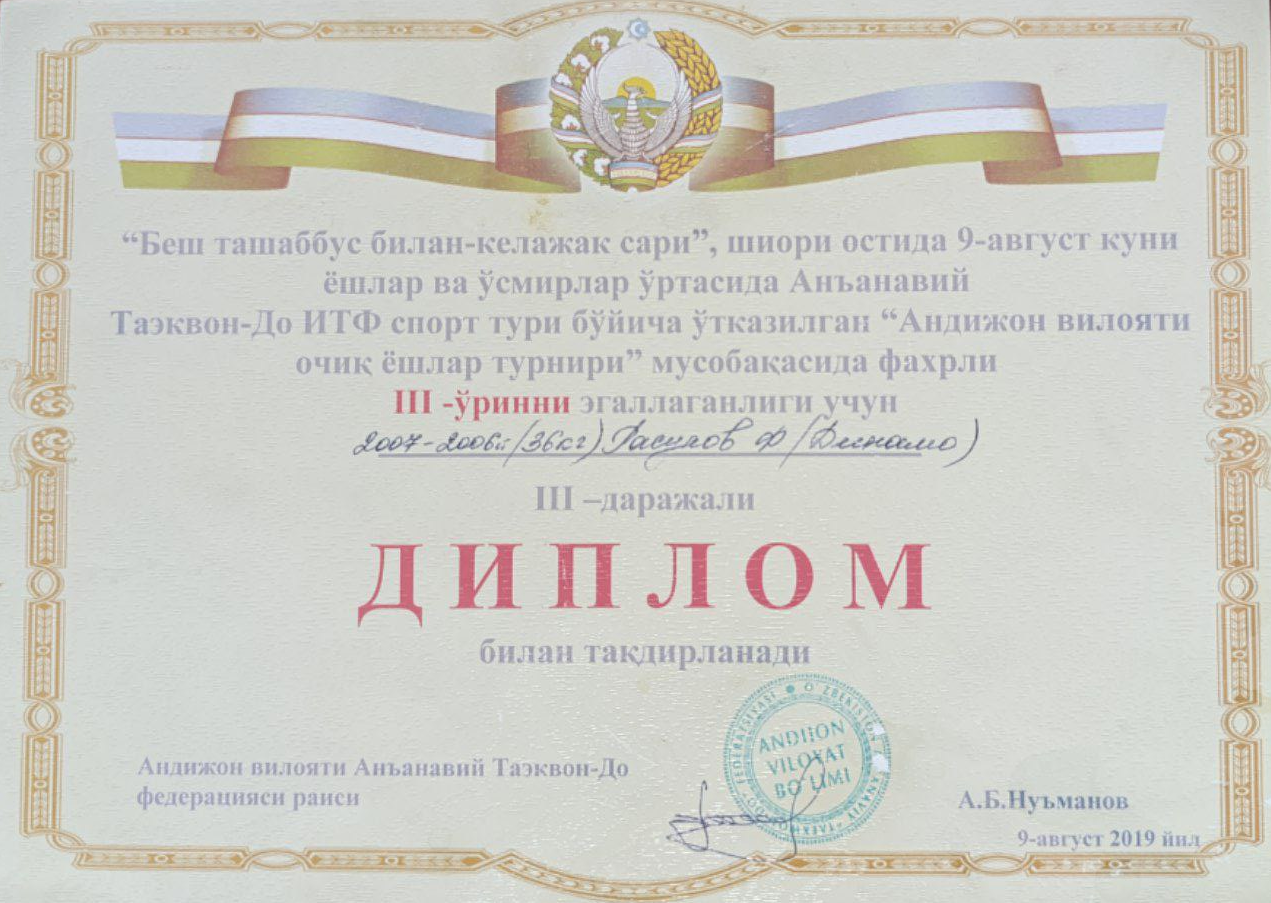 “Беш ташаббус билан-келажак сари”, шиори остида 9-август куни
ёшлар ва ўсмирлар ўртасида Анъанавий
Таэквон-До ИТФ спорт тури бўйича ўтказилган “Андижон вилояти
очиқ ёшлар турнири” мусобақасида фахрли
III -ўринни эгаллаганлиги учун
2007-2006й (36кг) Расулов Ф (Динамо)
III –даражали
ДИПЛОМ
билан тақдирланади
Андижон вилояти Анъанавий Таэквон-До
федерацияси раиси
O‘ZBEKISTON
FEDERATSIYASI
ANDIJON
VILOYAT
BO‘LIMI
А.Б.Нуъманов
9-август 2019 йил